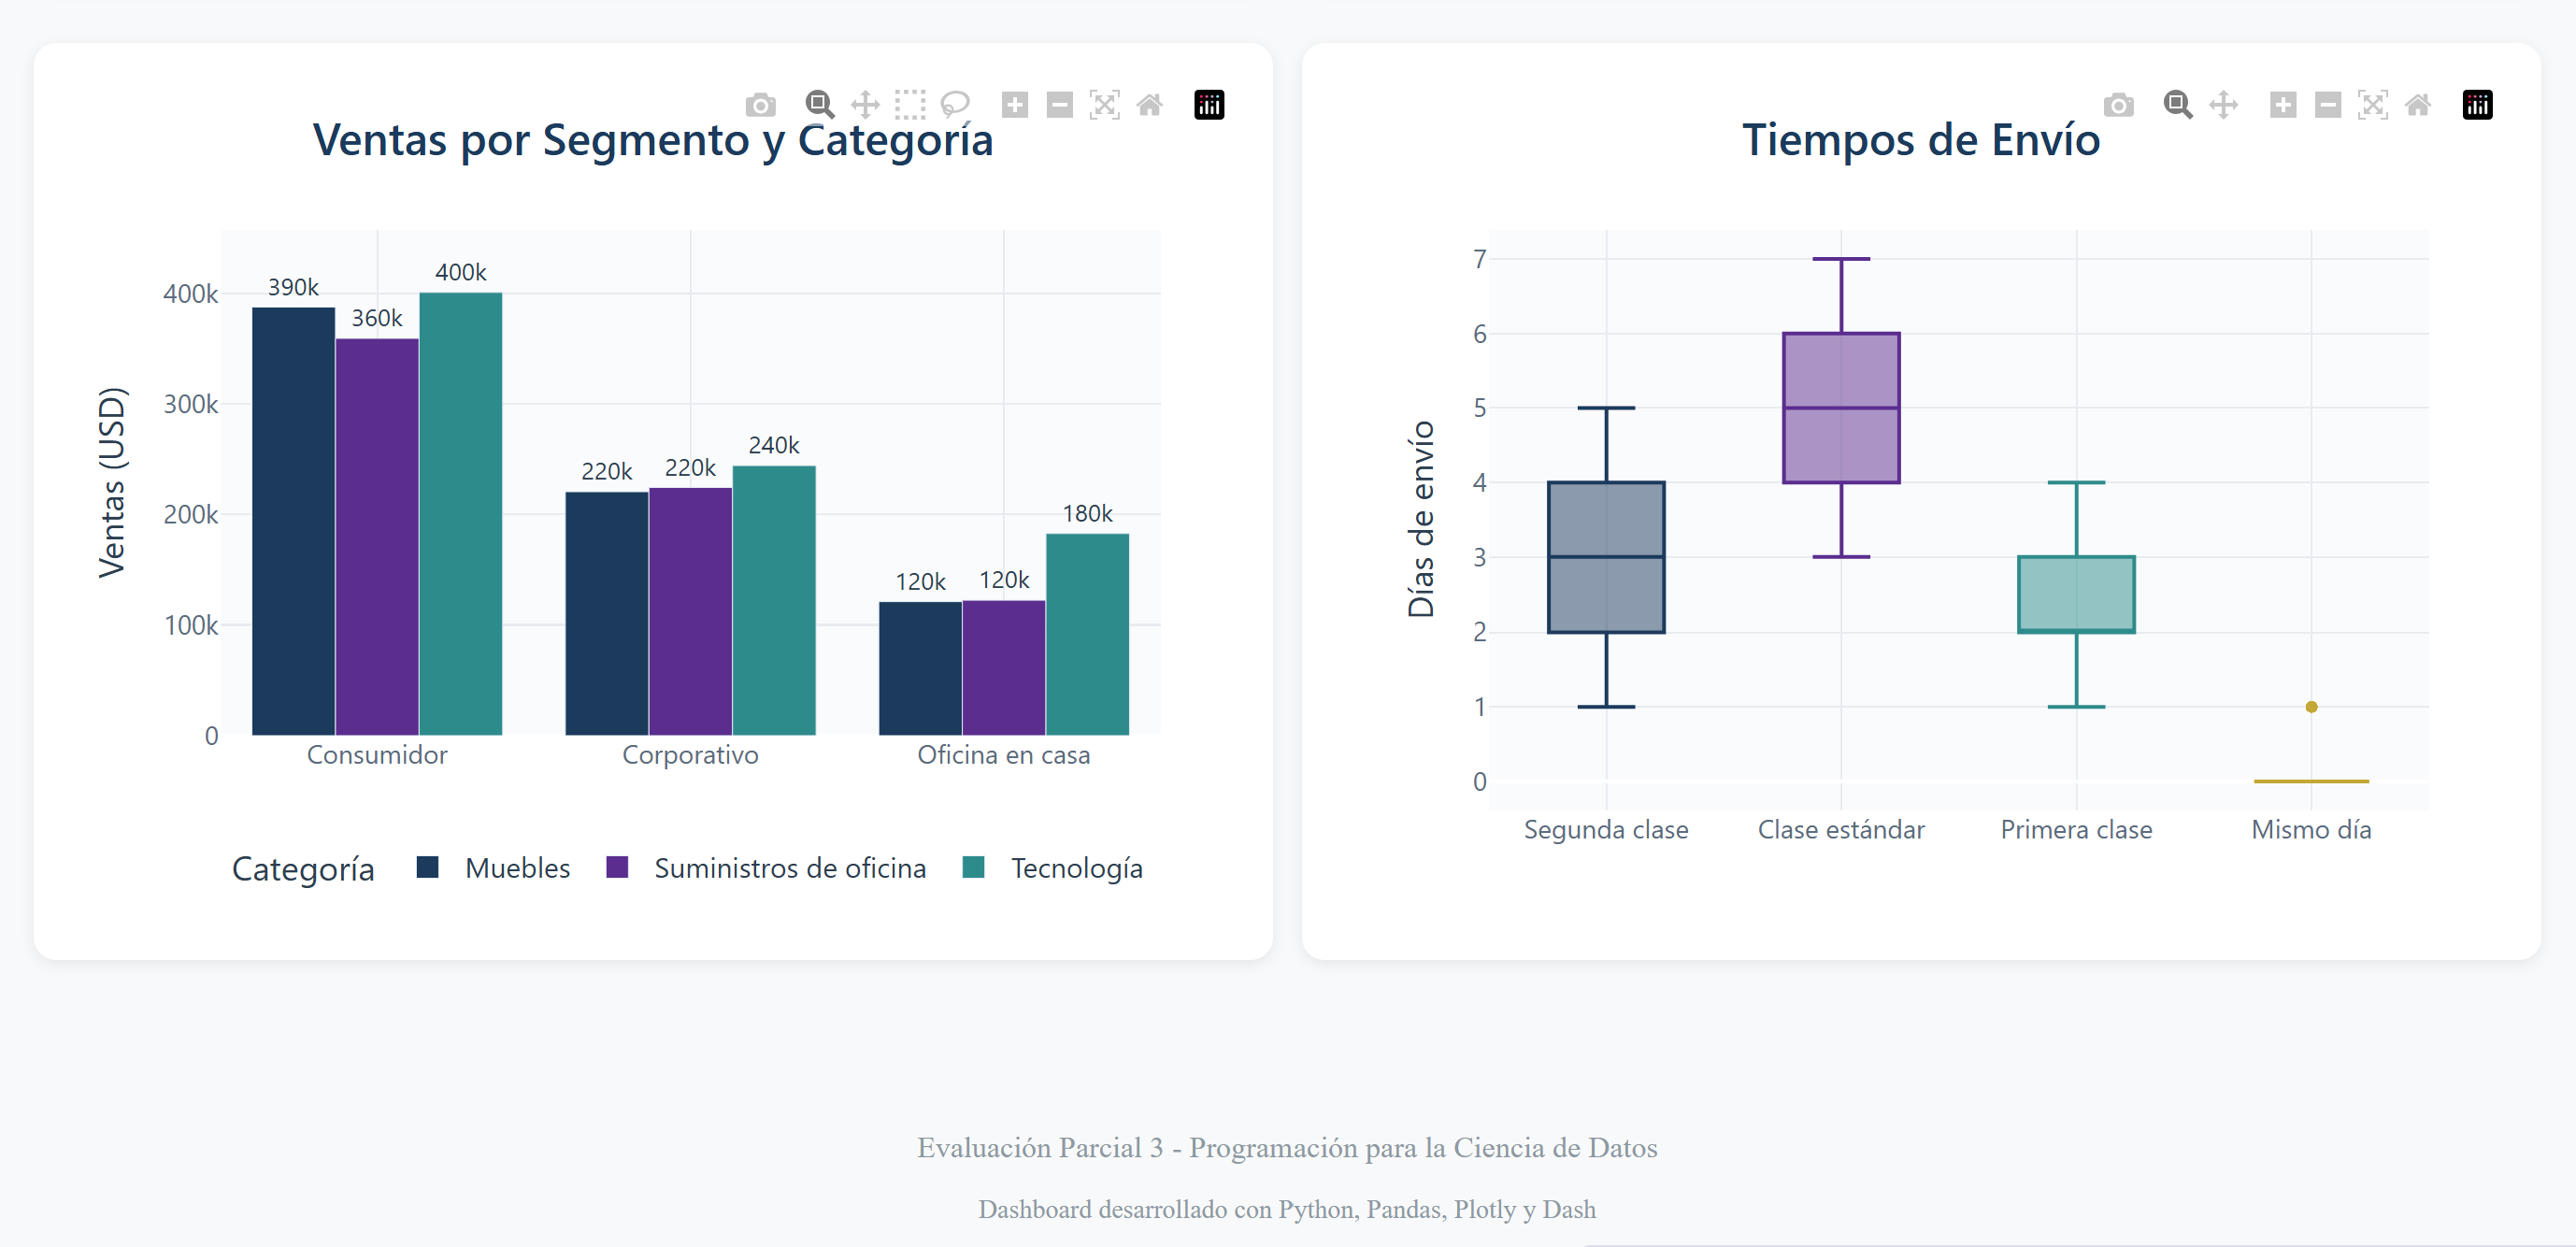 Ventas por Segmento y Categoría
Ventas (USD)
400k
300k
200k
100k
0
390k
360k
400k
220k
220k
240k
120k
120k
180k
Consumidor
Corporativo
Oficina en casa
Categoría
Muebles
Suministros de oficina
Tecnología
Tiempos de Envío
Días de envío
7
6
5
4
3
2
1
0
Segunda clase
Clase estándar
Primera clase
Mismo día
Evaluación Parcial 3 - Programación para la Ciencia de Datos
Dashboard desarrollado con Python, Pandas, Plotly y Dash